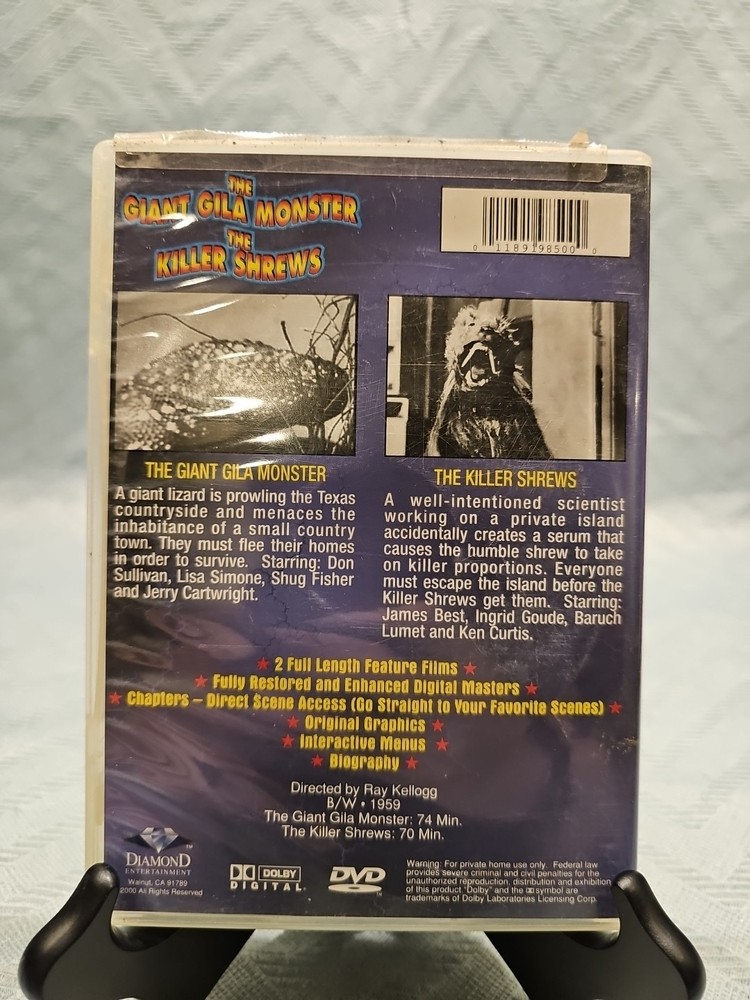 THE
GIANT GILA MONSTER
THE
KILLER SHREWS
0 1189198500 0
THE GIANT GILA MONSTER
A giant lizard is prowling the Texas
countryside and menaces the
inhabitance of a small country
town. They must flee their homes
in order to survive. Starring: Don
Sullivan, Lisa Simone, Shug Fisher
and Jerry Cartwright.
THE KILLER SHREWS
A well-intentioned scientist
working on a private island
accidentally creates a serum that
causes the humble shrew to take
on killer proportions. Everyone
must escape the island before the
Killer Shrews get them. Starring:
James Best, Ingrid Goude, Baruch
Lumet and Ken Curtis.
★ 2 Full Length Feature Films ★
★ Fully Restored and Enhanced Digital Masters ★
★ Chapters – Direct Scene Access (Go Straight to Your Favorite Scenes) ★
★ Original Graphics ★
★ Interactive Menus ★
★ Biography ★
Directed by Ray Kellogg
B/W • 1959
The Giant Gila Monster: 74 Min.
The Killer Shrews: 70 Min.
DIAMOND™
ENTERTAINMENT
Walnut, CA 91789
2000 All Rights Reserved
DOLBY
DIGITAL
DVD
Warning: For private home use only. Federal law
provides severe criminal and civil penalties for the
unauthorized reproduction, distribution and exhibition
of this product "Dolby" and the DD symbol are
trademarks of Dolby Laboratories Licensing Corp.